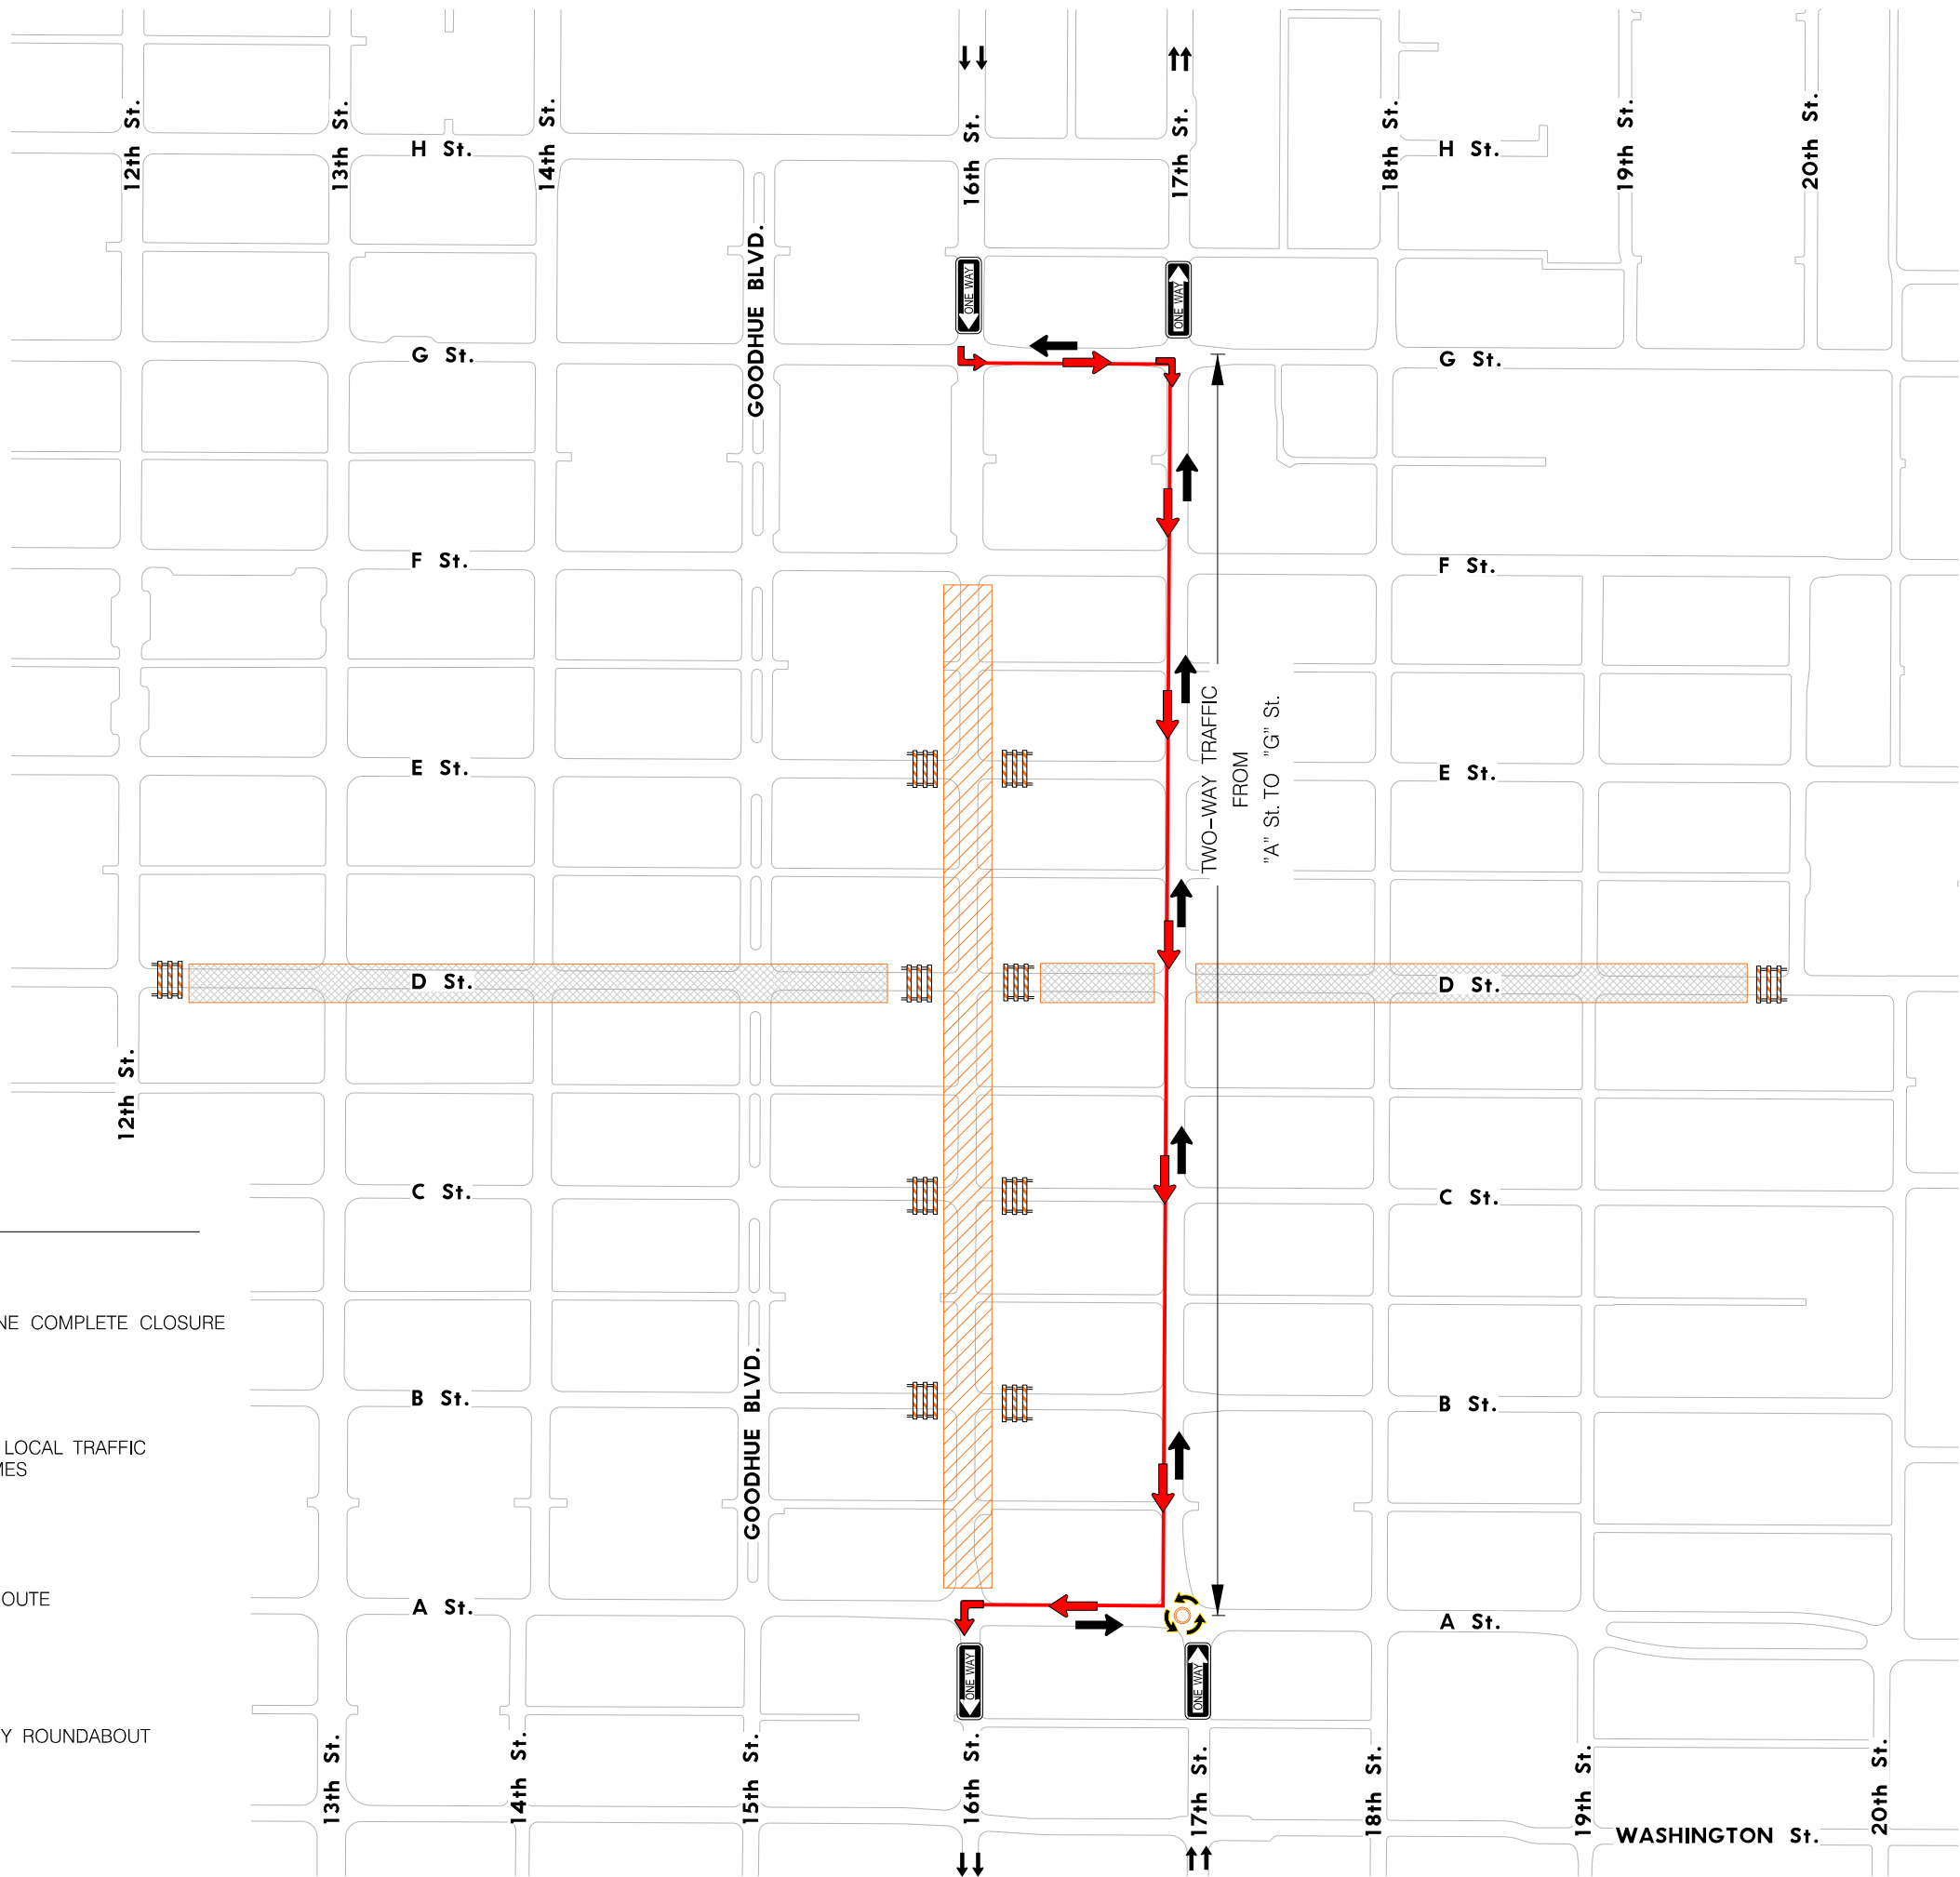 12th St.
13th St.
14th St.
16th St.
17th St.
18th St.
19th St.
20th St.
H St.
H St.
GOODHUE BLVD.
ONE WAY
ONE WAY
G St.
G St.
F St.
F St.
TWO-WAY TRAFFIC
FROM
"A" St. TO "G" St.
E St.
E St.
D St.
D St.
12th St.
C St.
C St.
NE COMPLETE CLOSURE
GOODHUE BLVD.
B St.
B St.
LOCAL TRAFFIC
MES
OUTE
A St.
A St.
ONE WAY
ONE WAY
Y ROUNDABOUT
13th St.
14th St.
15th St.
16th St.
17th St.
18th St.
19th St.
20th St.
WASHINGTON St.